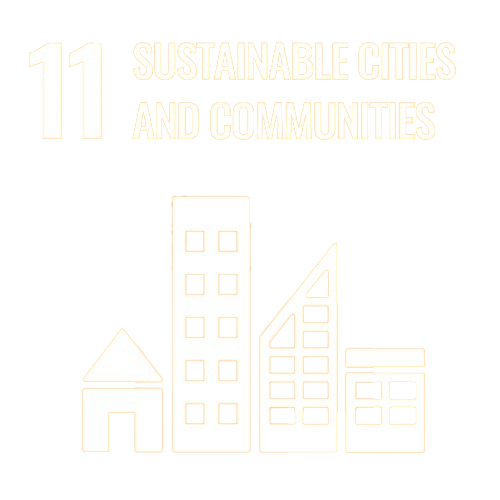 11 SUSTAINABLE CITIES
AND COMMUNITIES